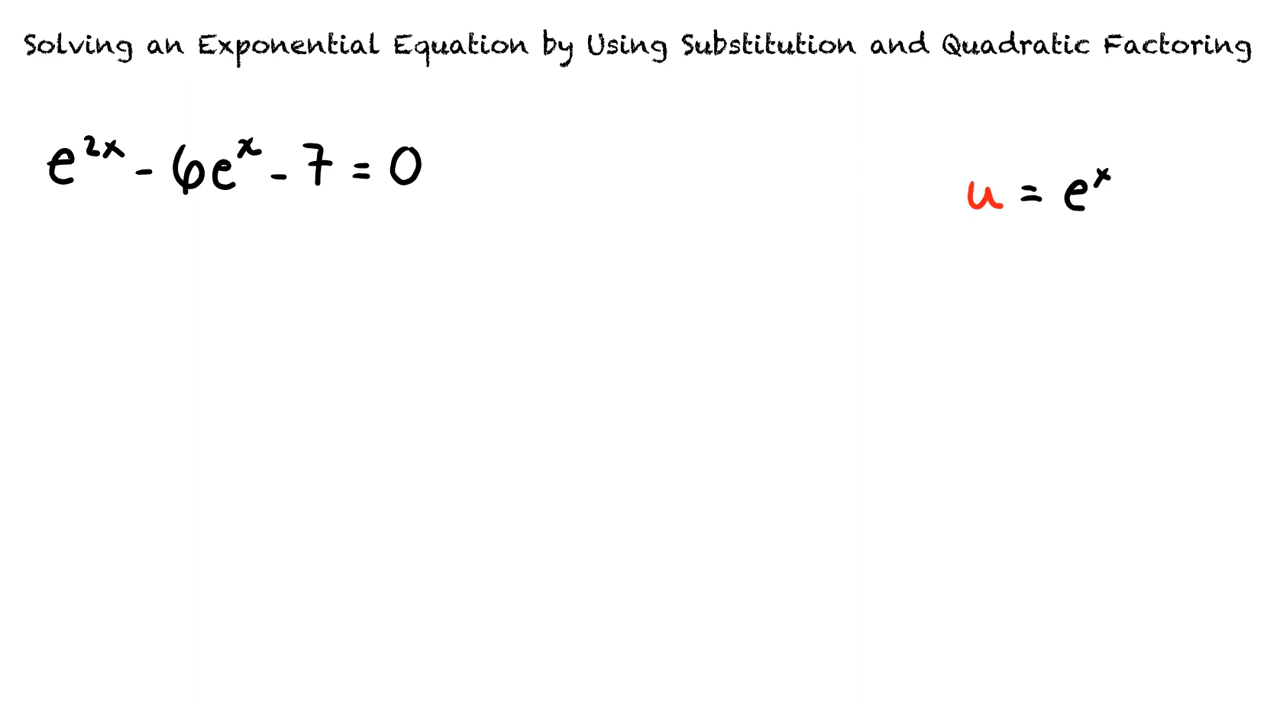 Solving an Exponential Equation by Using Substitution and Quadratic Factoring
e^{2x} - 6e^x - 7 = 0
u = e^x